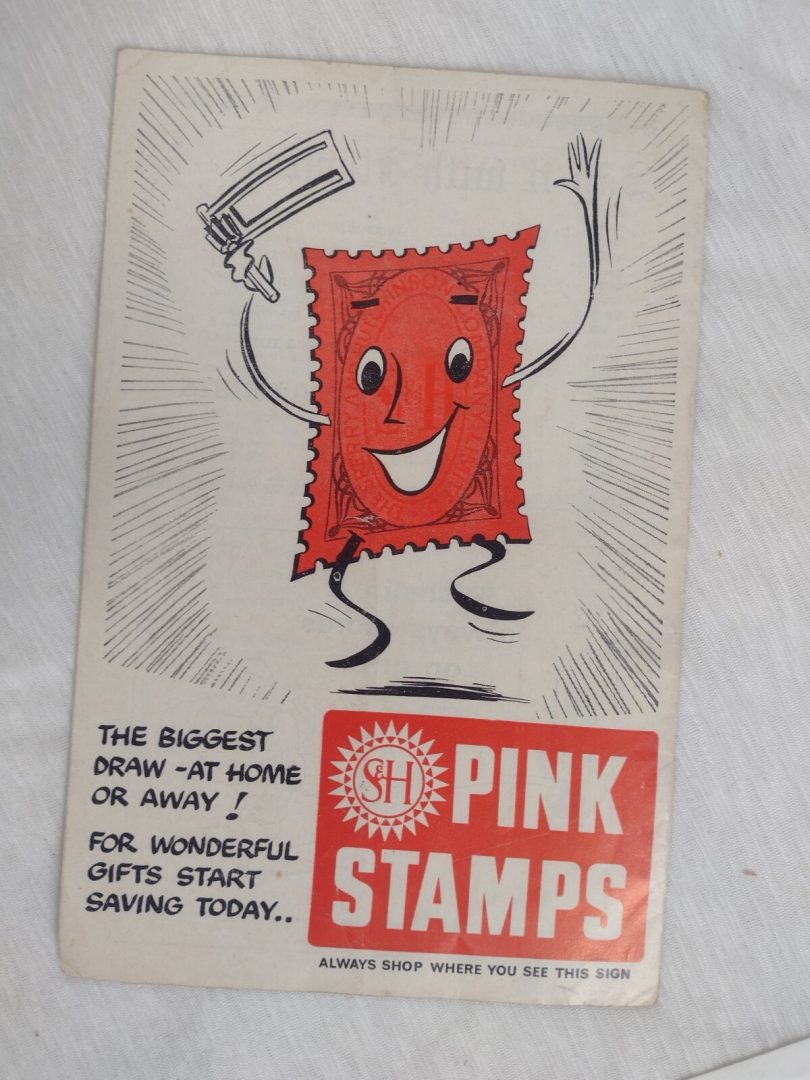 THE SPERRY & HUTCHINSON COMPANY LIMITED
S&H
THE BIGGEST
DRAW - AT HOME
OR AWAY !
FOR WONDERFUL
GIFTS START
SAVING TODAY..
S&H PINK
STAMPS
ALWAYS SHOP WHERE YOU SEE THIS SIGN